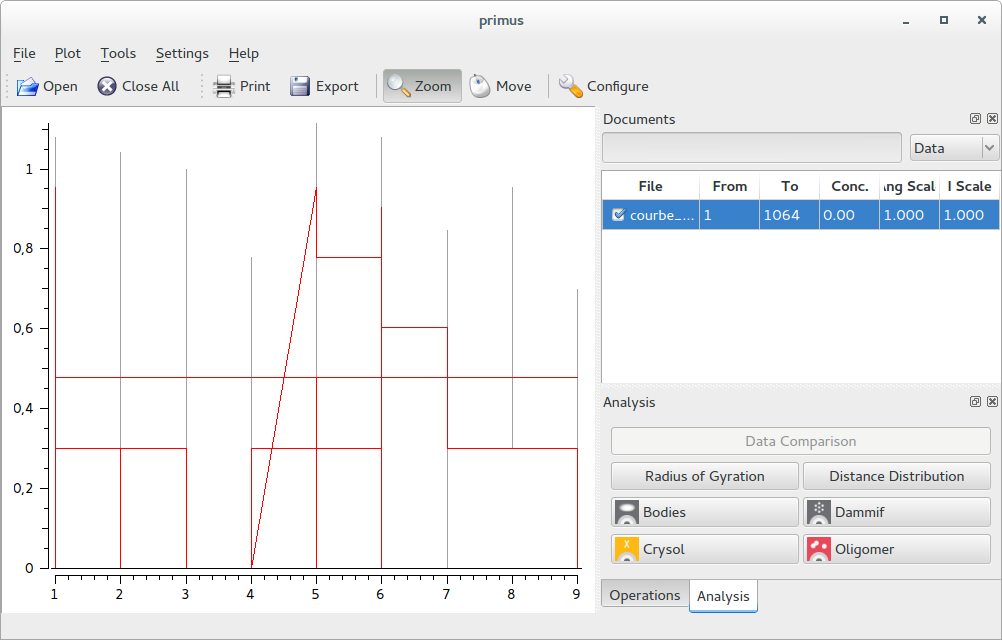 primus
File Plot Tools Settings Help
Open Close All Print Export Zoom Move Configure
Documents
Data
File From To Conc. Ang Scal I Scale
courbe_... 1 1064 0.00 1.000 1.000
1
0,8
0,6
0,4
0,2
0
1 2 3 4 5 6 7 8 9
Analysis
Data Comparison
Radius of Gyration Distance Distribution
Bodies Dammif
Crysol Oligomer
Operations Analysis